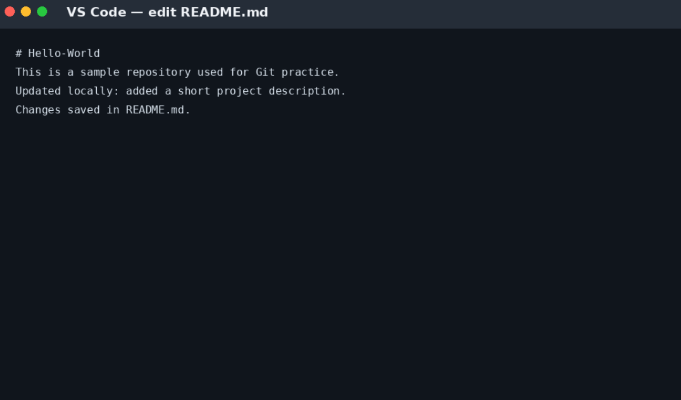 VS Code — edit README.md
# Hello-World
This is a sample repository used for Git practice.
Updated locally: added a short project description.
Changes saved in README.md.